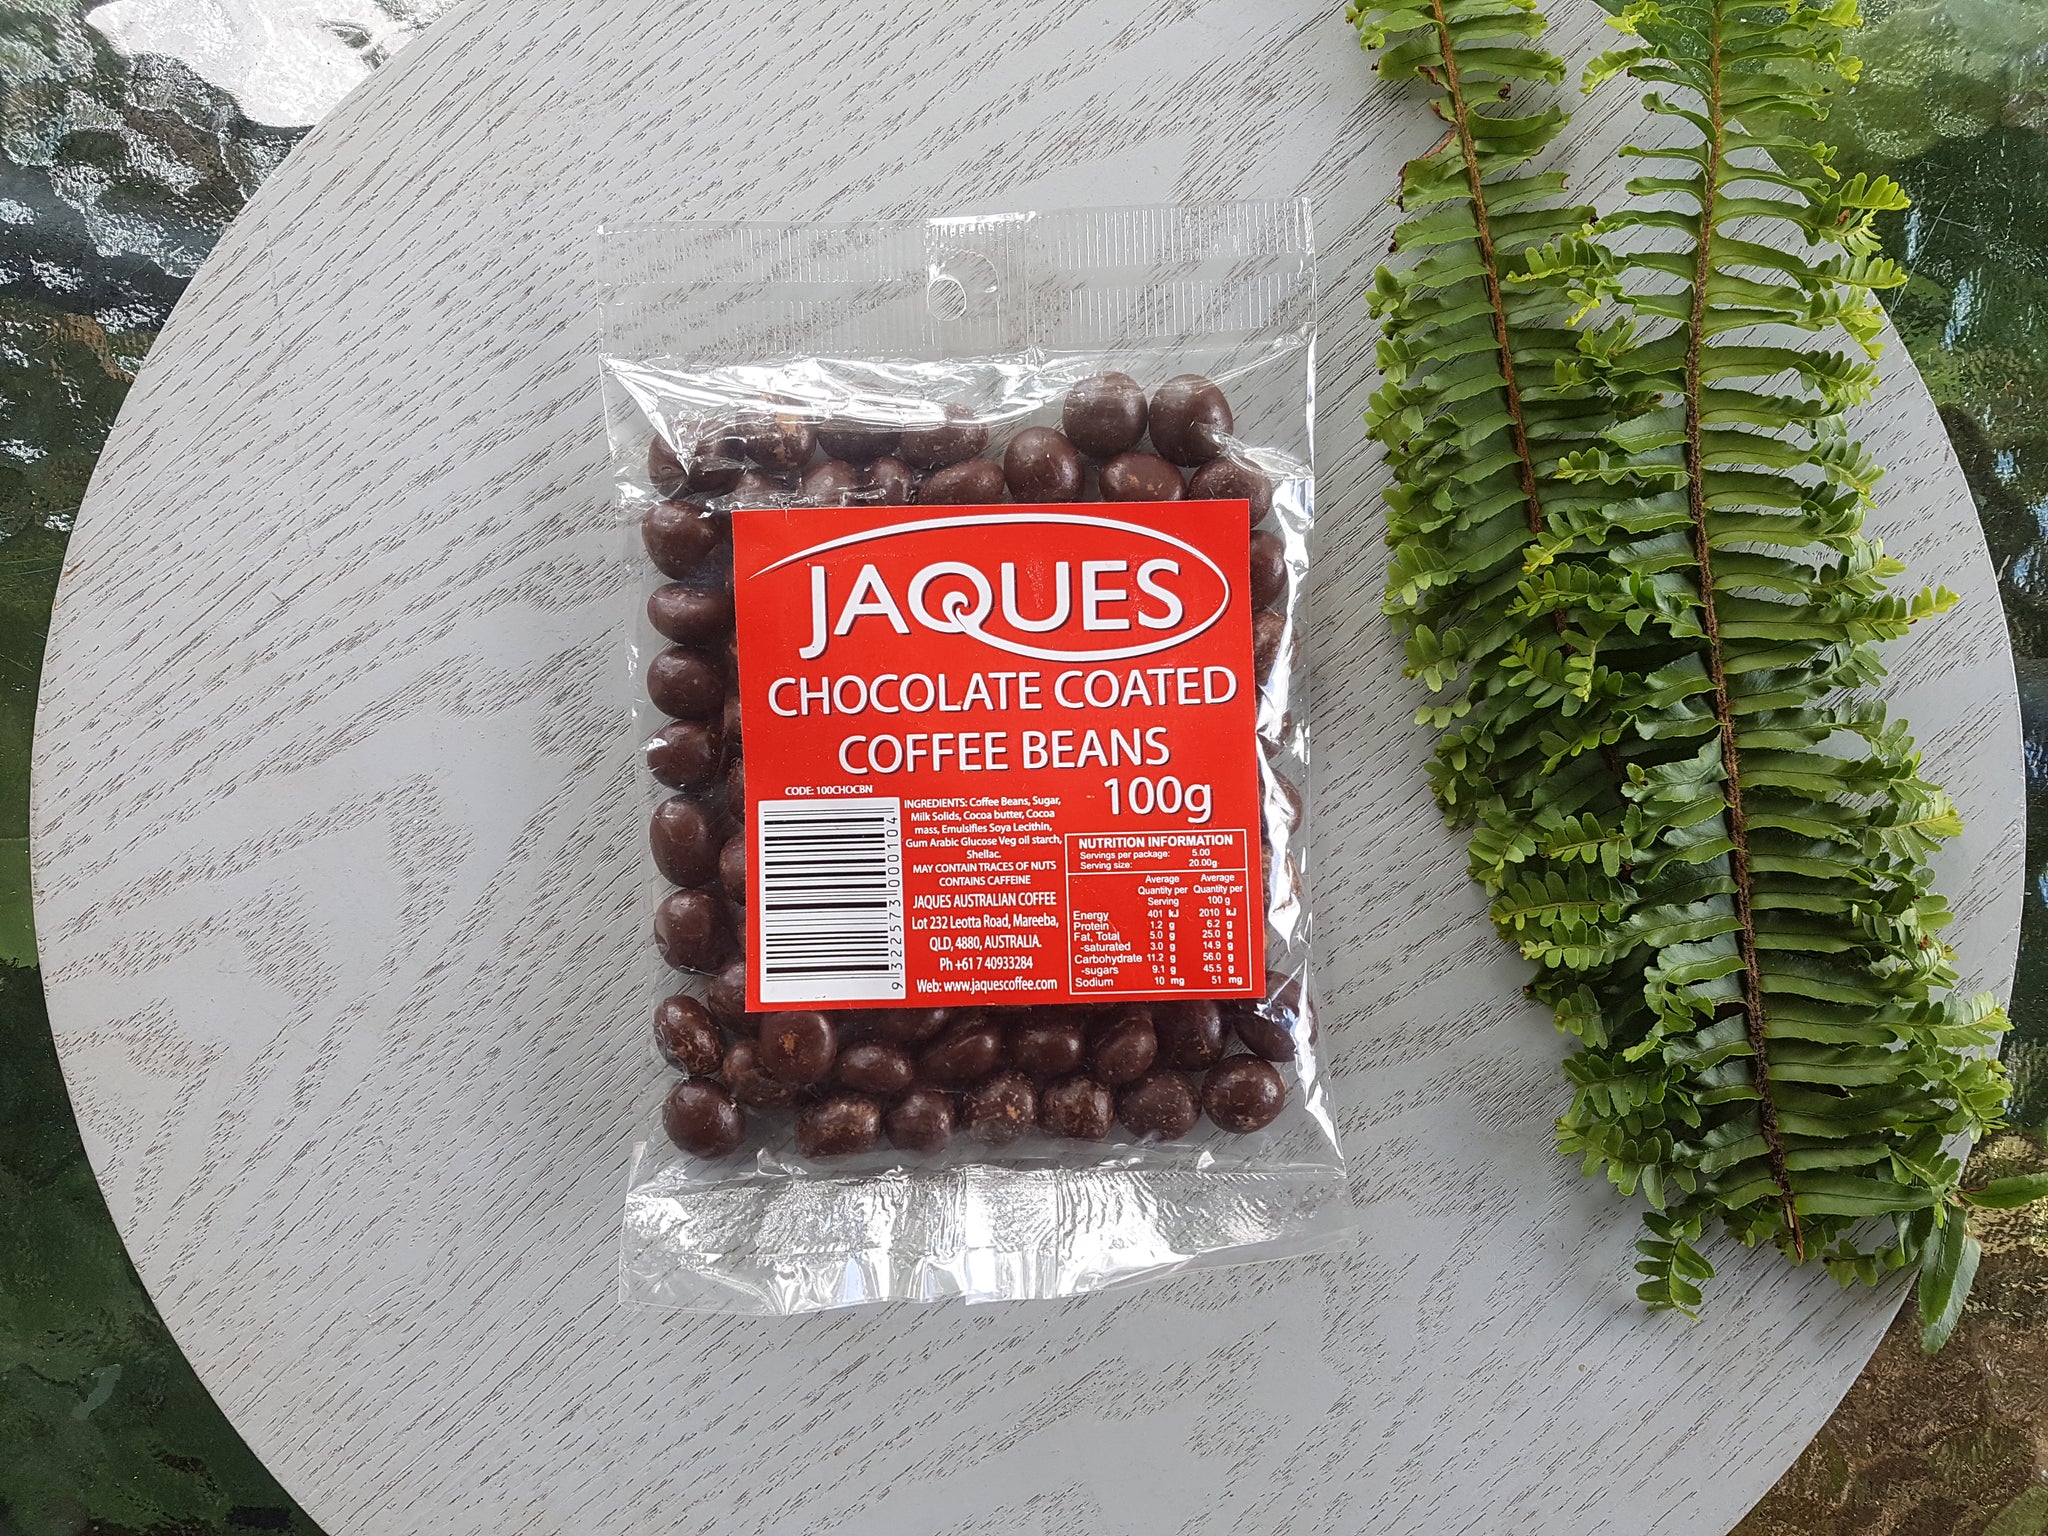 JAQUES
CHOCOLATE COATED
COFFEE BEANS
100g
CODE: 100CHOCBN
9 322573 000104
INGREDIENTS: Coffee Beans, Sugar,
Milk Solids, Cocoa butter, Cocoa
mass, Emulsifies Soya Lecithin,
Gum Arabic Glucose Veg oil starch,
Shellac.
MAY CONTAIN TRACES OF NUTS
CONTAINS CAFFEINE
JAQUES AUSTRALIAN COFFEE
Lot 232 Leotta Road, Mareeba,
QLD, 4880, AUSTRALIA.
Ph +61 7 40933284
Web: www.jaquescoffee.com
NUTRITION INFORMATION
Servings per package: 5.00
Serving size: 20.00g
Average Average
Quantity per Quantity per
Serving 100 g
Energy 401 kJ 2010 kJ
Protein 1.2 g 6.2 g
Fat, Total 5.0 g 25.0 g
-saturated 3.0 g 14.9 g
Carbohydrate 11.2 g 56.0 g
-sugars 9.1 g 45.5 g
Sodium 10 mg 51 mg